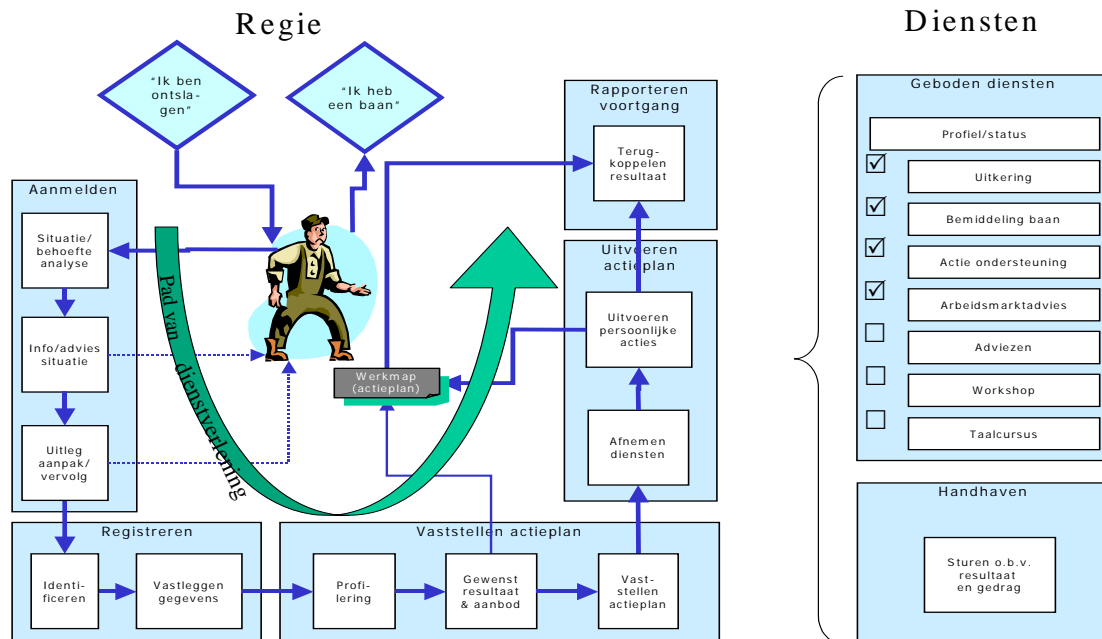 Regie
Diensten
“Ik ben
ontsla-
gen”
“Ik heb
een baan”
Aanmelden
Situatie/
behoefte
analyse
Info/advies
situatie
Uitleg
aanpak/
vervolg
Pad van dienstverlening
Werkmap
(actieplan)
Registreren
Identi-
ficeren
Vastleggen
gegevens
Vaststellen actieplan
Profi-
lering
Gewenst
resultaat
& aanbod
Vast-
stellen
actieplan
Uitvoeren
actieplan
Uitvoeren
persoonlijke
acties
Afnemen
diensten
Rapporteren
voortgang
Terug-
koppelen
resultaat
Geboden diensten
Profiel/status
Uitkering
Bemiddeling baan
Actie ondersteuning
Arbeidsmarktadvies
Adviezen
Workshop
Taalcursus
Handhaven
Sturen o.b.v.
resultaat
en gedrag